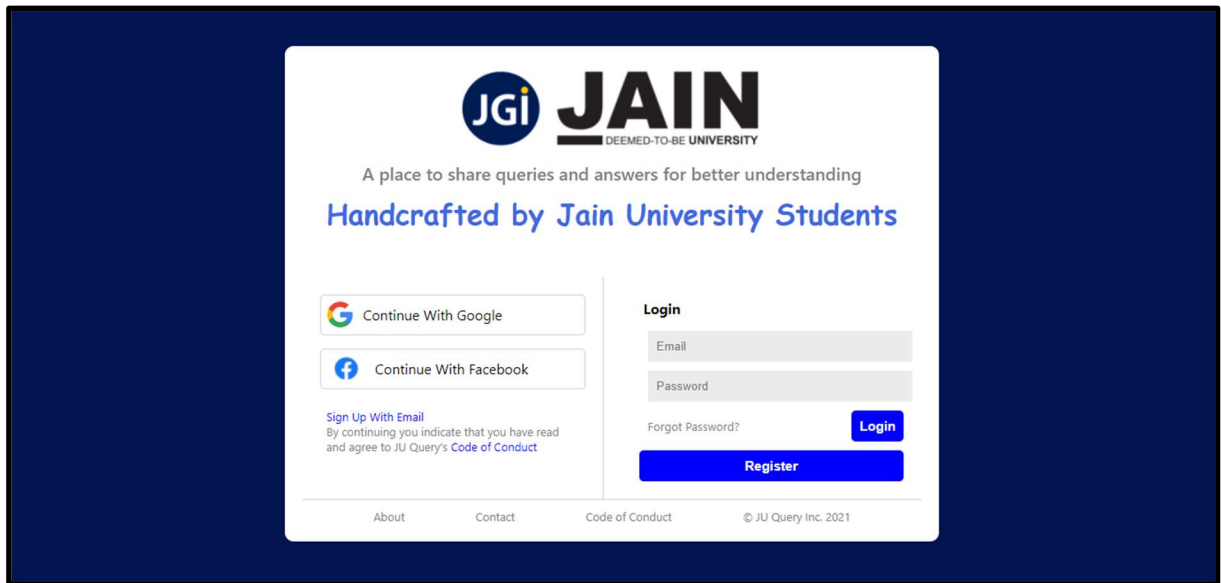 JGi JAIN
DEEMED-TO-BE UNIVERSITY
A place to share queries and answers for better understanding
Handcrafted by Jain University Students
Continue With Google
Continue With Facebook
Sign Up With Email
By continuing you indicate that you have read
and agree to JU Query's Code of Conduct
Login
Email
Password
Forgot Password?
Login
Register
About
Contact
Code of Conduct
© JU Query Inc. 2021